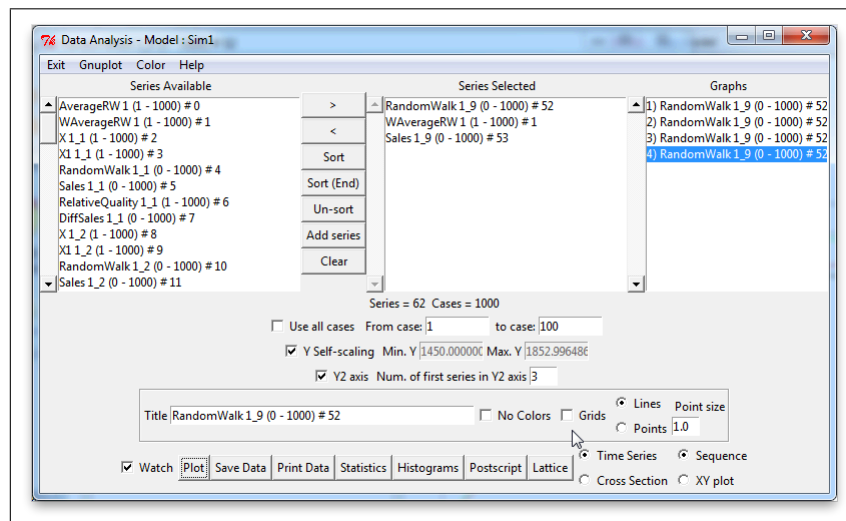 Data Analysis - Model : Sim1
Exit Gnuplot Color Help
Series Available
Series Selected
Graphs
AverageRW 1 (1 - 1000) # 0
WAverageRW 1 (1 - 1000) # 1
X 1_1 (1 - 1000) # 2
X1 1_1 (1 - 1000) # 3
RandomWalk 1_1 (0 - 1000) # 4
Sales 1_1 (0 - 1000) # 5
RelativeQuality 1_1 (1 - 1000) # 6
DiffSales 1_1 (0 - 1000) # 7
X 1_2 (1 - 1000) # 8
X1 1_2 (1 - 1000) # 9
RandomWalk 1_2 (0 - 1000) # 10
Sales 1_2 (0 - 1000) # 11
>
<
Sort
Sort (End)
Un-sort
Add series
Clear
RandomWalk 1_9 (0 - 1000) # 52
WAverageRW 1 (1 - 1000) # 1
Sales 1_9 (0 - 1000) # 53
1) RandomWalk 1_9 (0 - 1000) # 52
2) RandomWalk 1_9 (0 - 1000) # 52
3) RandomWalk 1_9 (0 - 1000) # 52
4) RandomWalk 1_9 (0 - 1000) # 52
Series = 62 Cases = 1000
Use all cases From case: 1 to case: 100
Y Self-scaling Min. Y 1450.000000 Max. Y 1852.996486
Y2 axis Num. of first series in Y2 axis 3
Title RandomWalk 1_9 (0 - 1000) # 52 No Colors Grids
Lines
Points
Point size
1.0
Watch Plot Save Data Print Data Statistics Histograms Postscript Lattice
Time Series Sequence
Cross Section XY plot